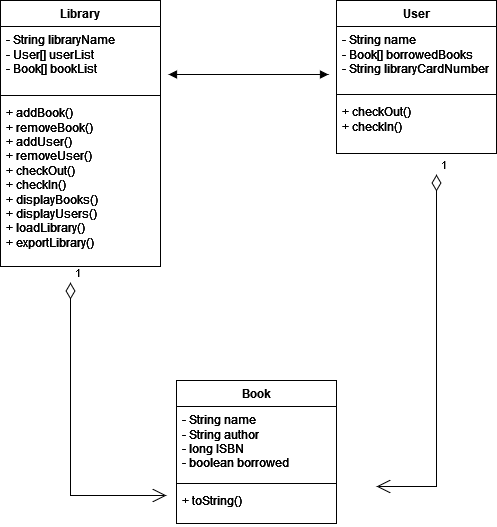 Library
- String libraryName
- User[] userList
- Book[] bookList
+ addBook()
+ removeBook()
+ addUser()
+ removeUser()
+ checkOut()
+ checkIn()
+ displayBooks()
+ displayUsers()
+ loadLibrary()
+ exportLibrary()
1
User
- String name
- Book[] borrowedBooks
- String libraryCardNumber
+ checkOut()
+ checkIn()
1
Book
- String name
- String author
- long ISBN
- boolean borrowed
+ toString()